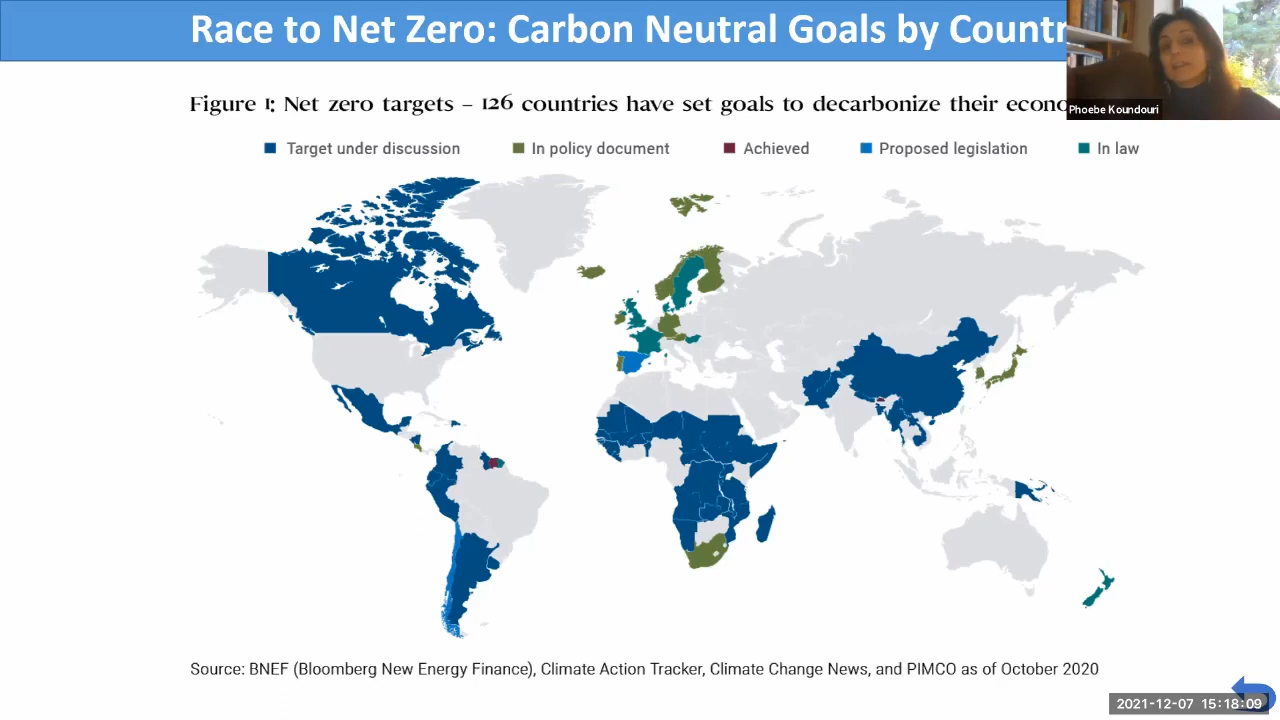 Race to Net Zero: Carbon Neutral Goals by Countr
Phoebe Koundouri
Figure 1: Net zero targets – 126 countries have set goals to decarbonize their econo
Target under discussion
In policy document
Achieved
Proposed legislation
In law
Source: BNEF (Bloomberg New Energy Finance), Climate Action Tracker, Climate Change News, and PIMCO as of October 2020
2021-12-07 15:18:09